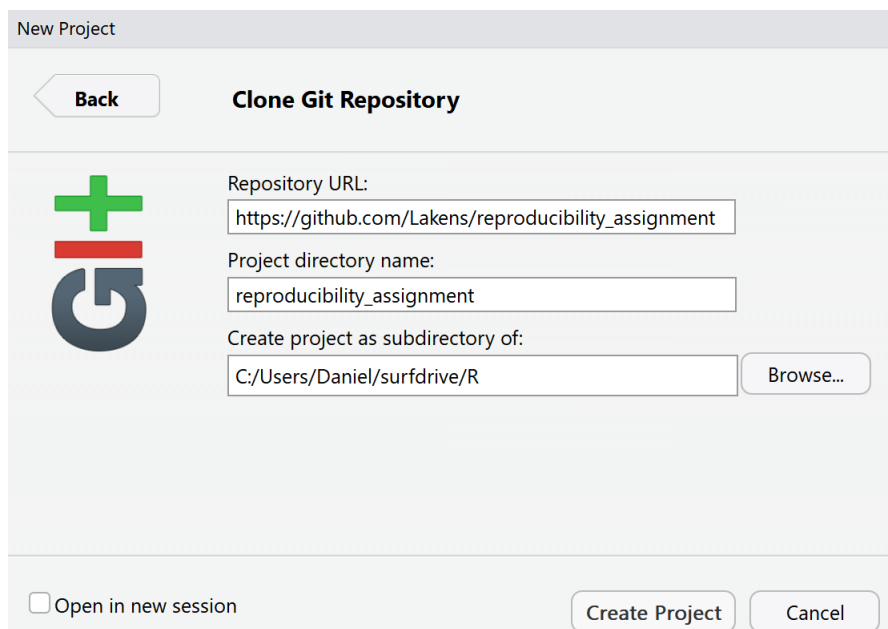 New Project
Back
Clone Git Repository
GIT
Repository URL:
https://github.com/Lakens/reproducibility_assignment
Project directory name:
reproducibility_assignment
Create project as subdirectory of:
C:/Users/Daniel/surfdrive/R
Browse...
Open in new session
Create Project
Cancel